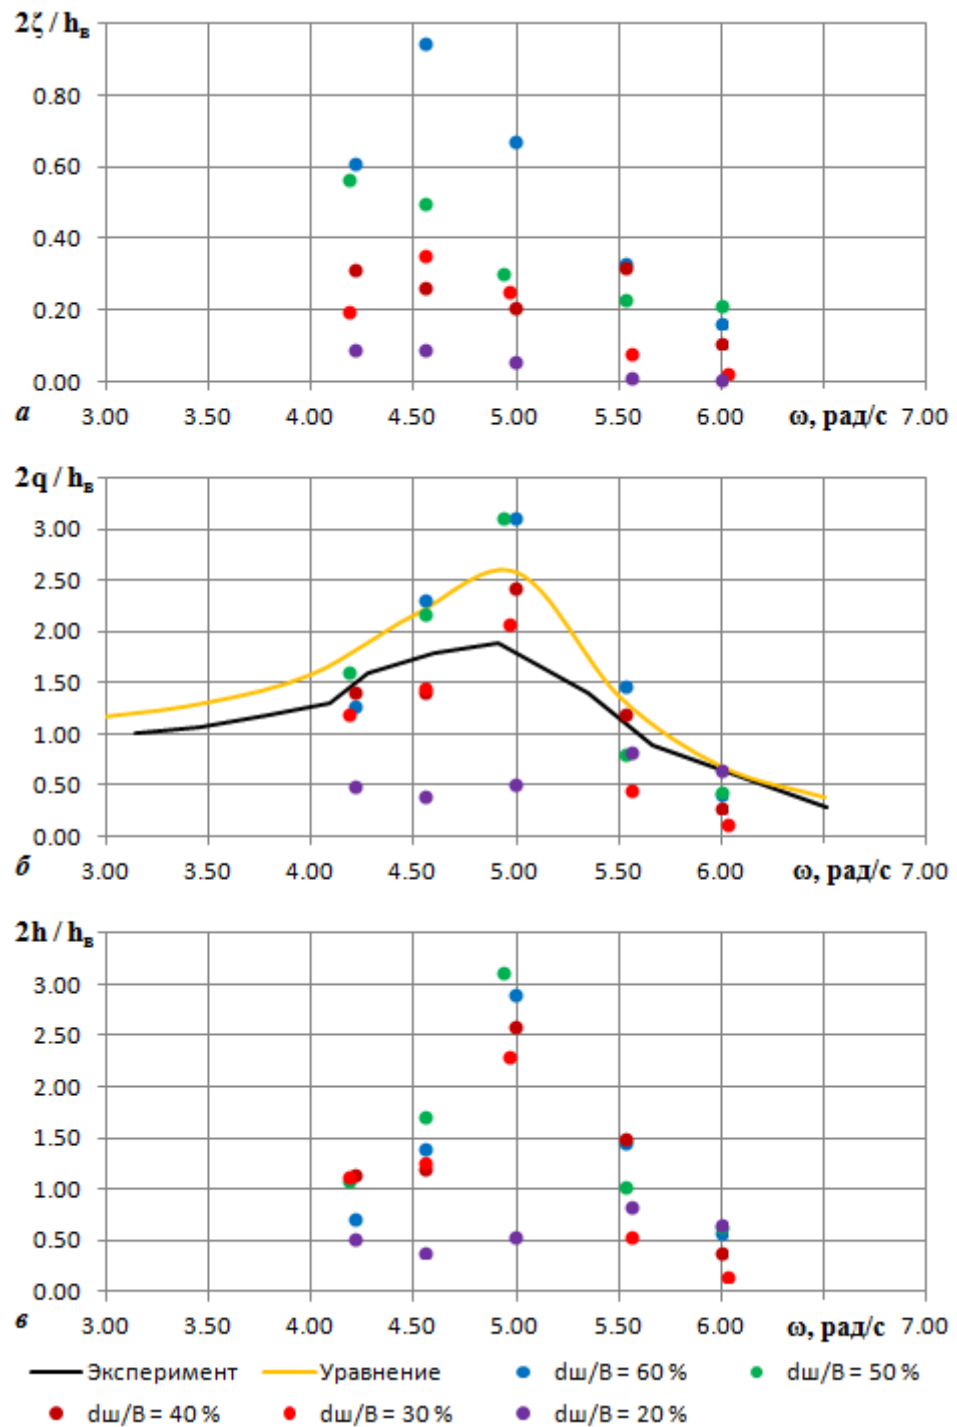 2ζ / hв
0.80
0.60
0.40
0.20
0.00
а 3.00 3.50 4.00 4.50 5.00 5.50 6.00 ω, рад/с 7.00
2q / hв
3.00
2.50
2.00
1.50
1.00
0.50
0.00
б 3.00 3.50 4.00 4.50 5.00 5.50 6.00 ω, рад/с 7.00
2h / hв
3.00
2.50
2.00
1.50
1.00
0.50
0.00
в 3.00 3.50 4.00 4.50 5.00 5.50 6.00 ω, рад/с 7.00
Эксперимент Уравнение dш/B = 60 % dш/B = 50 %
dш/B = 40 % dш/B = 30 % dш/B = 20 %